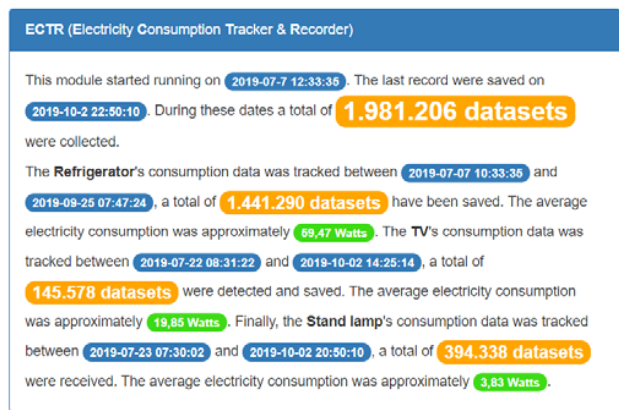 ECTR (Electricity Consumption Tracker & Recorder)
This module started running on 2019-07-7 12:33:35. The last record were saved on
2019-10-2 22:50:10. During these dates a total of 1.981.206 datasets
were collected.
The Refrigerator's consumption data was tracked between 2019-07-07 10:33:35 and
2019-09-25 07:47:24, a total of 1.441.290 datasets have been saved. The average
electricity consumption was approximately 59,47 Watts. The TV's consumption data was
tracked between 2019-07-22 08:31:22 and 2019-10-02 14:25:14, a total of
145.578 datasets were detected and saved. The average electricity consumption
was approximately 19,85 Watts. Finally, the Stand lamp's consumption data was tracked
between 2019-07-23 07:30:02 and 2019-10-02 20:50:10, a total of 394.338 datasets
were received. The average electricity consumption was approximately 3,83 Watts.